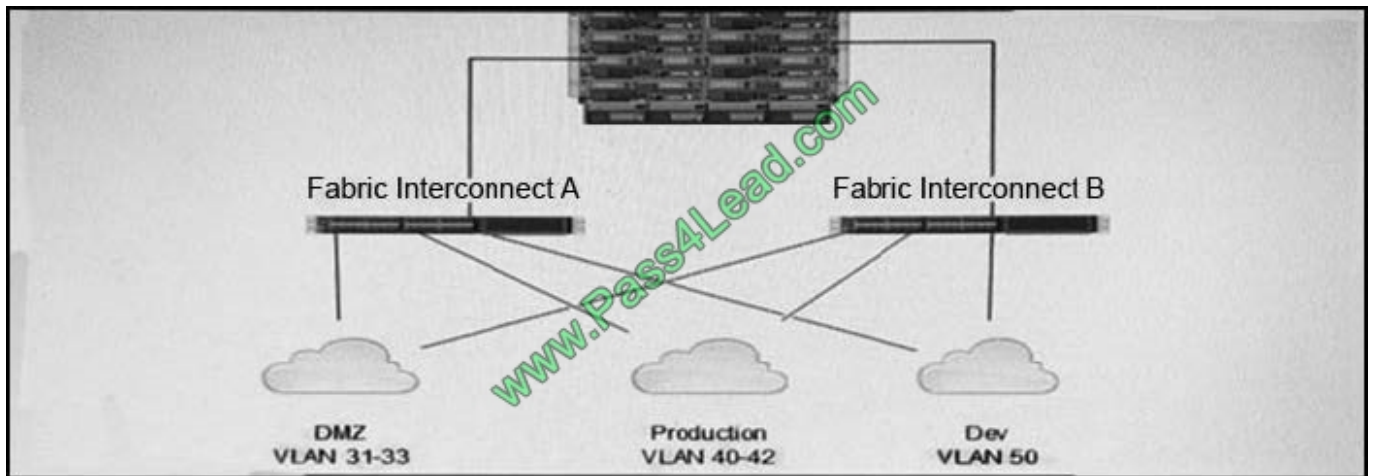 Fabric Interconnect A
Fabric Interconnect B
www.Pass4Lead.com
DMZ
VLAN 31-33
Production
VLAN 40-42
Dev
VLAN 50